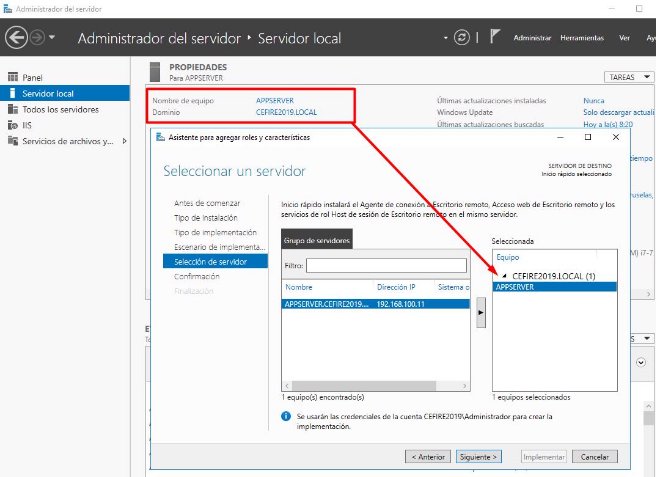 Administrador del servidor
Administrador del servidor • Servidor local
Administrar Herramientas Ver
Panel
Servidor local
Todos los servidores
IIS
Servicios de archivos y...
PROPIEDADES
Para APPSERVER
TAREAS
Nombre de equipo APPSERVER
Dominio CEFIRE2019.LOCAL
Últimas actualizaciones instaladas Nunca
Windows Update Solo descargar actuali
Últimas actualizaciones buscadas Hoy a la(s) 8:20
Asistente para agregar roles y características
Seleccionar un servidor
SERVIDOR DE DESTINO
Inicio rápido seleccionado
Antes de comenzar
Tipo de instalación
Tipo de implementación
Escenario de implementa...
Selección de servidor
Confirmación
Finalización
Inicio rápido instalará el Agente de conexión a Escritorio remoto, Acceso web de Escritorio remoto y los
servicios de rol Host de sesión de Escritorio remoto en el mismo servidor.
Grupo de servidores
Filtro:
Nombre Dirección IP Sistema o
APPSERVER.CEFIRE2019.... 192.168.100.11
1 equipo(s) encontrado(s)
Seleccionada
Equipo
CEFIRE2019.LOCAL (1)
APPSERVER
1 equipos seleccionados
Se usarán las credenciales de la cuenta CEFIRE2019\Administrador para crear la
implementación.
< Anterior Siguiente > Implementar Cancelar
tiempo
ruselas,
M) i7-7